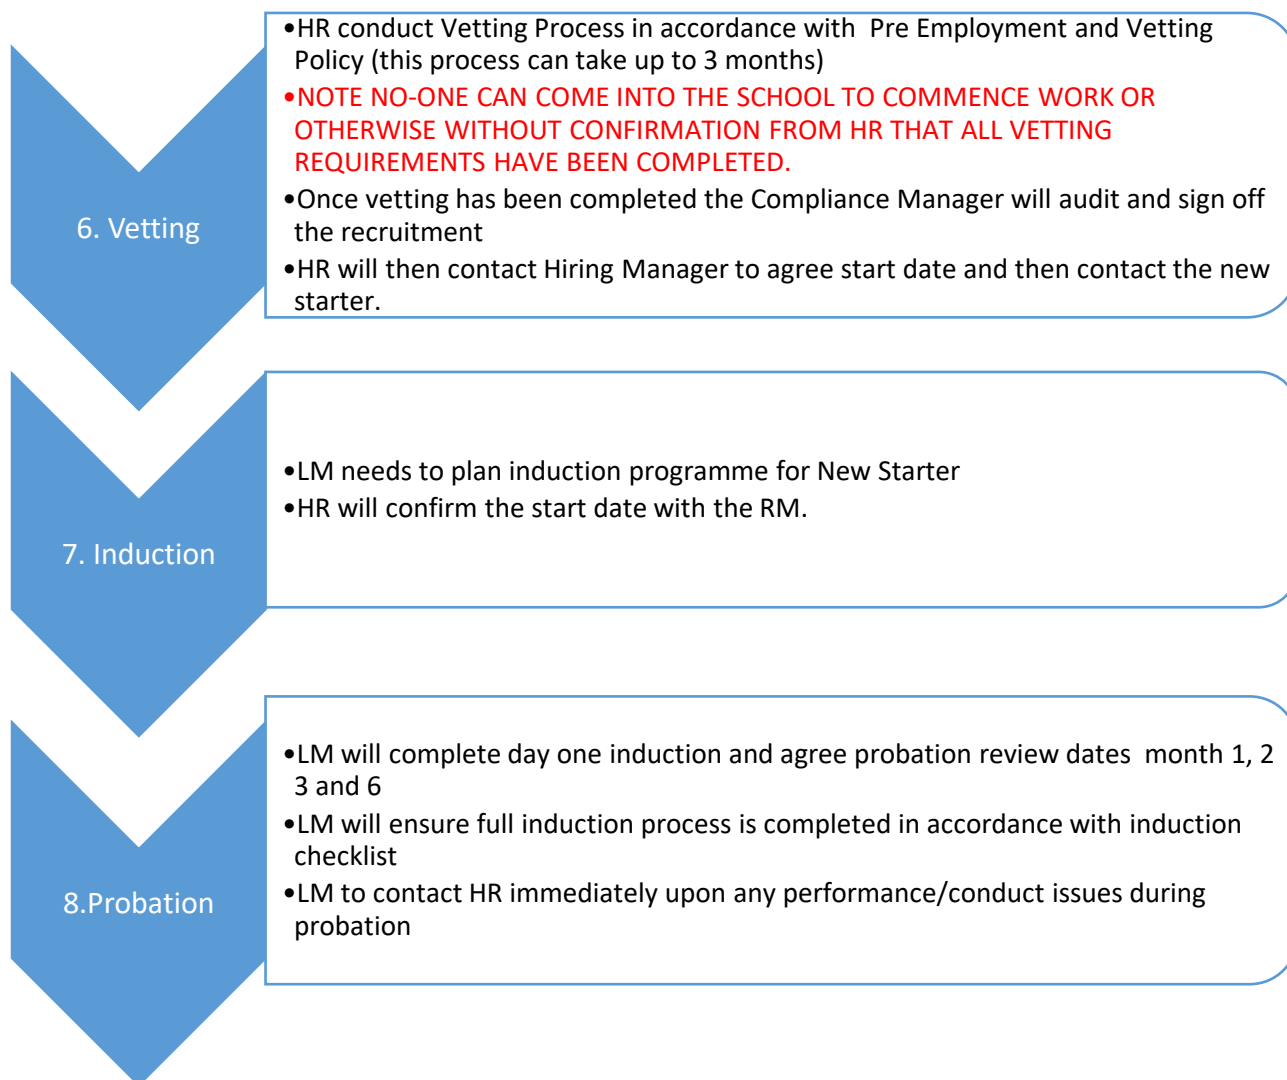 6. Vetting
•HR conduct Vetting Process in accordance with  Pre Employment and Vetting
Policy (this process can take up to 3 months)
•NOTE NO-ONE CAN COME INTO THE SCHOOL TO COMMENCE WORK OR
OTHERWISE WITHOUT CONFIRMATION FROM HR THAT ALL VETTING
REQUIREMENTS HAVE BEEN COMPLETED.
•Once vetting has been completed the Compliance Manager will audit and sign off
the recruitment
•HR will then contact Hiring Manager to agree start date and then contact the new
starter.
7. Induction
•LM needs to plan induction programme for New Starter
•HR will confirm the start date with the RM.
8.Probation
•LM will complete day one induction and agree probation review dates  month 1, 2
3 and 6
•LM will ensure full induction process is completed in accordance with induction
checklist
•LM to contact HR immediately upon any performance/conduct issues during
probation